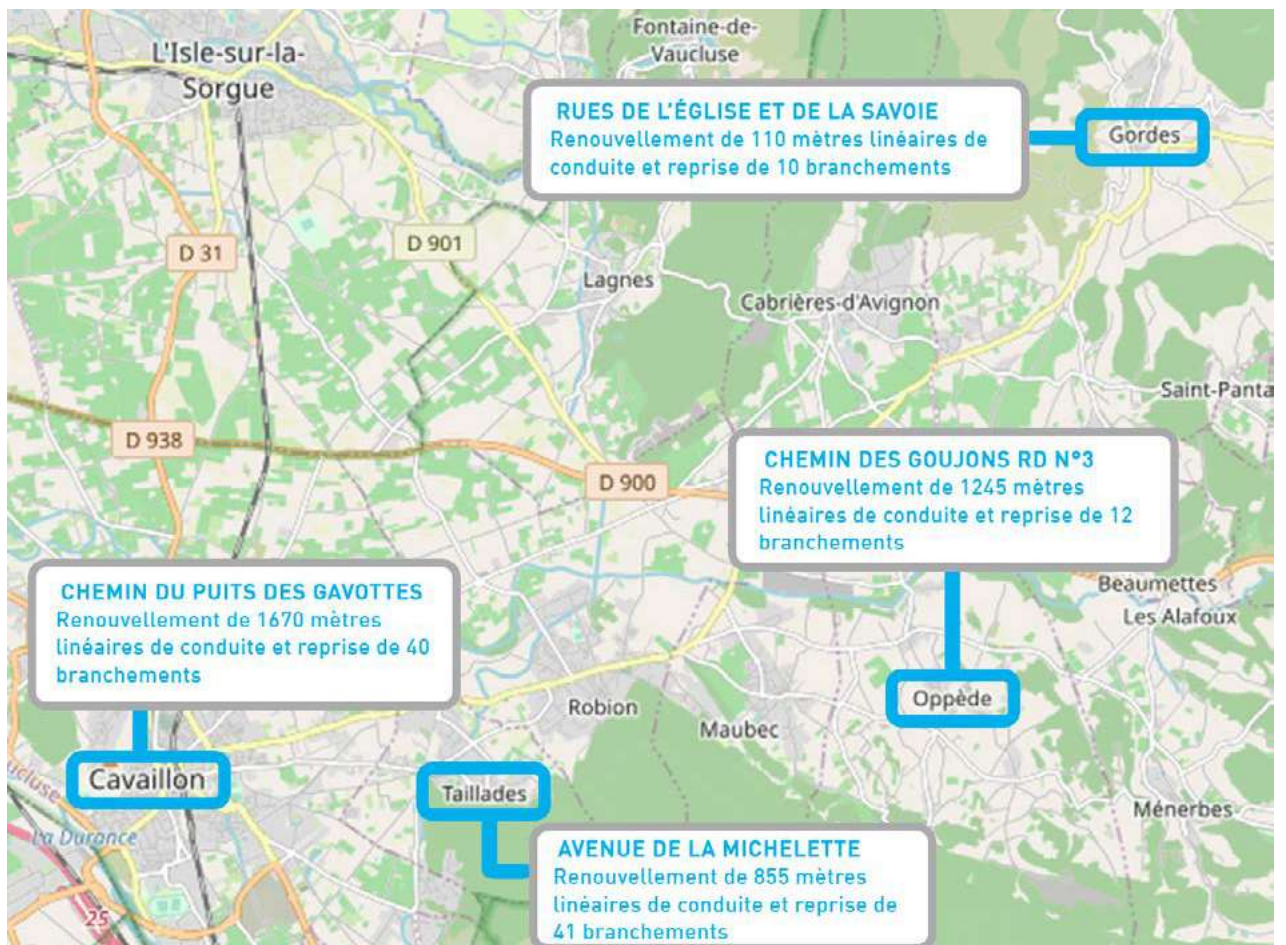 L'Isle-sur-la-
Sorgue
Fontaine-de-
Vaucluse
RUES DE L'ÉGLISE ET DE LA SAVOIE
Renouvellement de 110 mètres linéaires de
conduite et reprise de 10 branchements
Gordes
D 31
D 901
Lagnes
Cabrières-d'Avignon
Saint-Panta
D 938
D 900
CHEMIN DES GOUJONS RD N°3
Renouvellement de 1245 mètres
linéaires de conduite et reprise de 12
branchements
CHEMIN DU PUITS DES GAVOTTES
Renouvellement de 1670 mètres
linéaires de conduite et reprise de 40
branchements
Beaumettes
Les Alafoux
Oppède
Robion
Maubec
Cavaillon
Taillades
Ménerbes
La Durance
AVENUE DE LA MICHELETTE
Renouvellement de 855 mètres
linéaires de conduite et reprise de
41 branchements
25